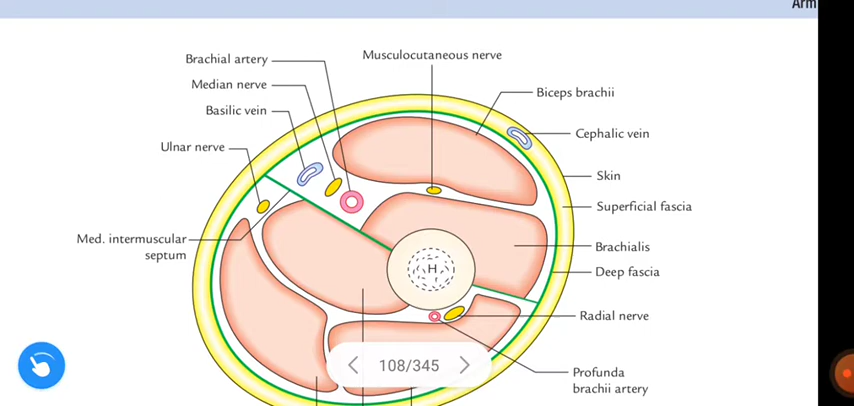 Arm
Brachial artery
Musculocutaneous nerve
Median nerve
Biceps brachii
Basilic vein
Cephalic vein
Ulnar nerve
Skin
Superficial fascia
Med. intermuscular
septum
Brachialis
Deep fascia
H
Radial nerve
108/345
Profunda
brachii artery